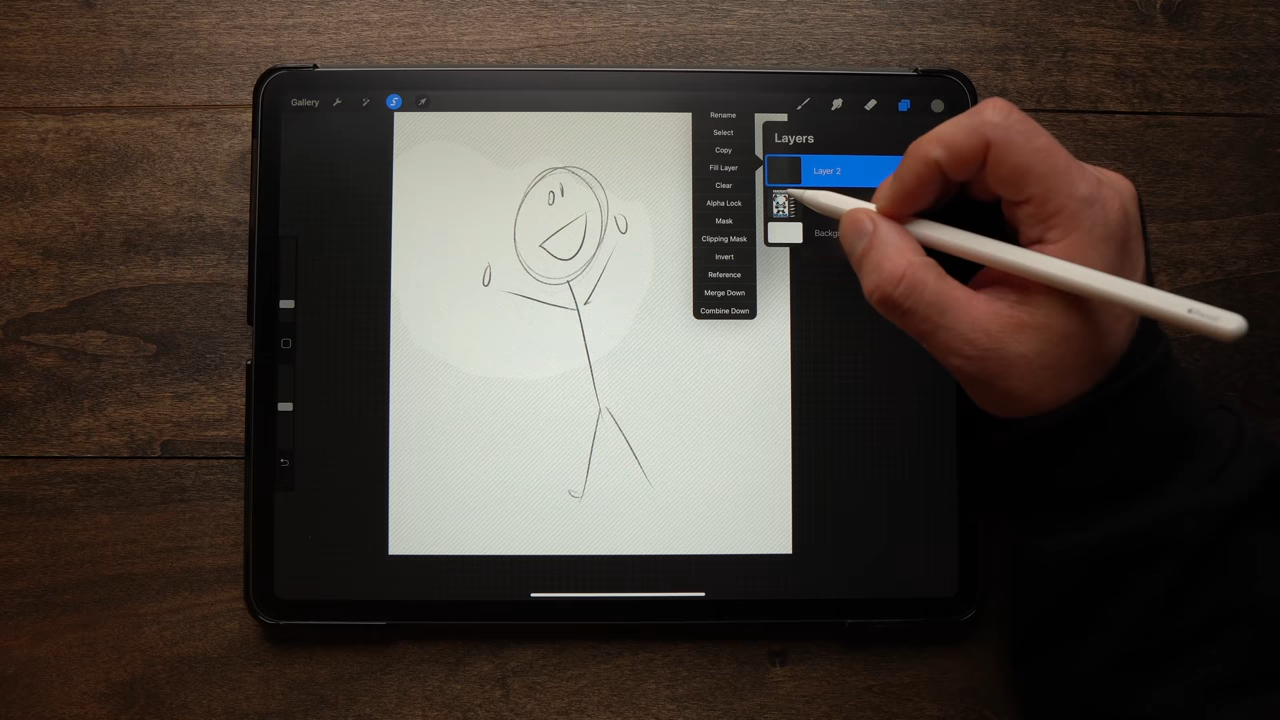 Gallery
Layers
Rename
Select
Copy
Fill Layer
Clear
Alpha Lock
Mask
Clipping Mask
Invert
Reference
Merge Down
Combine Down
Layer 2